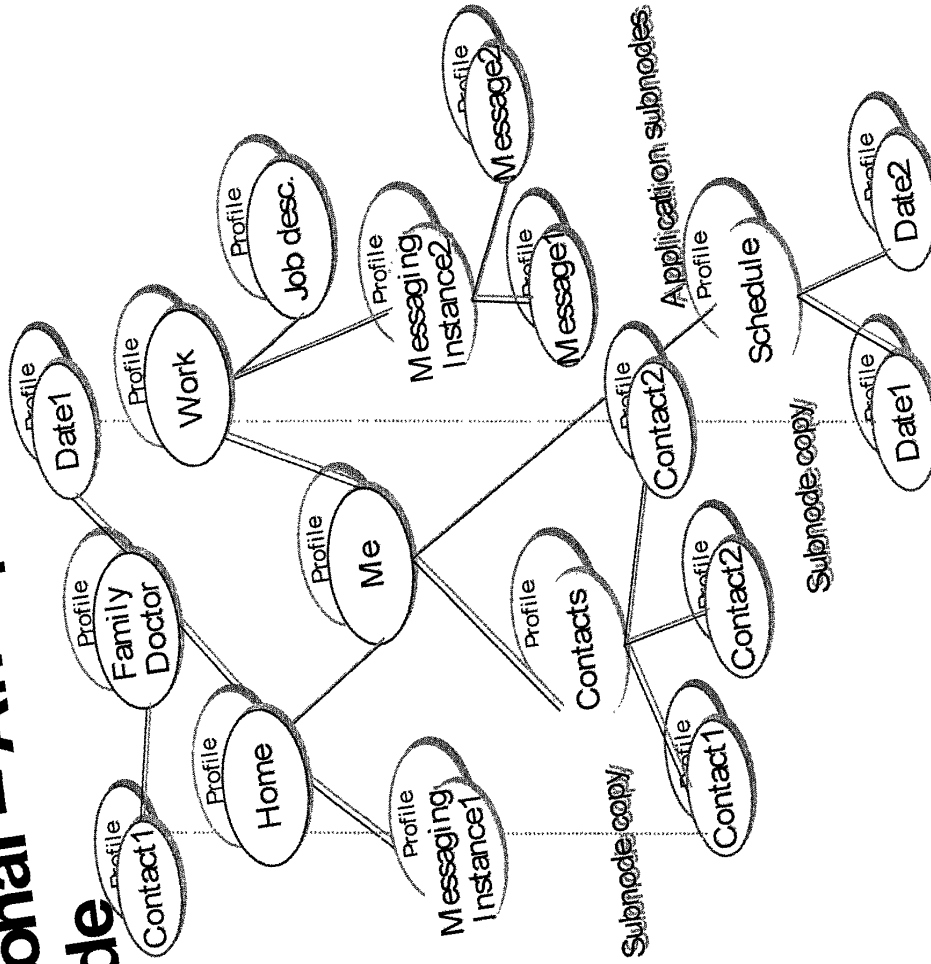 Profile
Contact1
Profile
Family
Doctor
Profile
Date1
Profile
Home
Profile
Work
Profile
Job desc.
Profile
Me
Profile
Messaging
Instance1
Profile
Messaging
Instance2
Profile
Message1
Profile
Message2
Profile
Contacts
Profile
Contact2
Application subnodes
Subnode copy
Profile
Contact1
Profile
Contact2
Profile
Schedule
Subnode copy
Profile
Date1
Profile
Date2